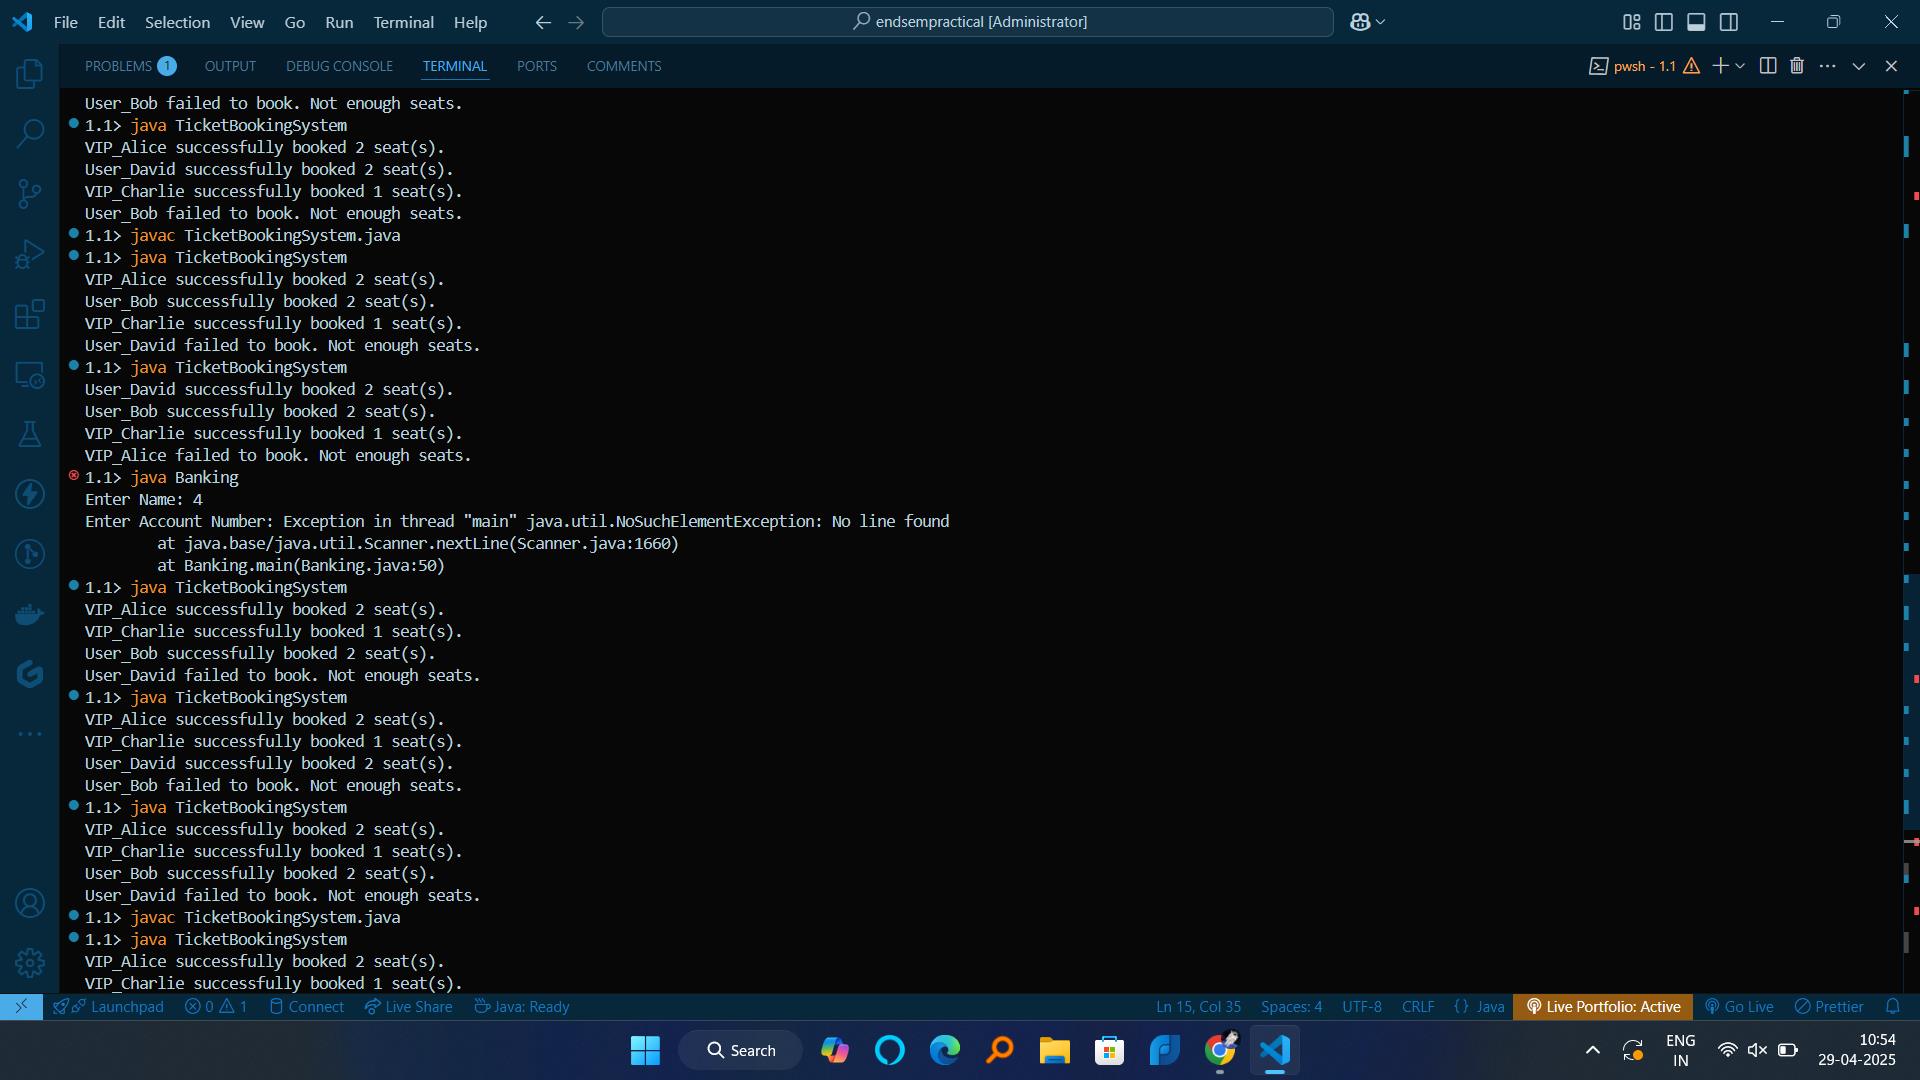 File Edit Selection View Go Run Terminal Help
endsempractical [Administrator]
PROBLEMS 1 OUTPUT DEBUG CONSOLE TERMINAL PORTS COMMENTS
pwsh - 1.1
User_Bob failed to book. Not enough seats.
1.1> java TicketBookingSystem
VIP_Alice successfully booked 2 seat(s).
User_David successfully booked 2 seat(s).
VIP_Charlie successfully booked 1 seat(s).
User_Bob failed to book. Not enough seats.
1.1> javac TicketBookingSystem.java
1.1> java TicketBookingSystem
VIP_Alice successfully booked 2 seat(s).
User_Bob successfully booked 2 seat(s).
VIP_Charlie successfully booked 1 seat(s).
User_David failed to book. Not enough seats.
1.1> java TicketBookingSystem
User_David successfully booked 2 seat(s).
User_Bob successfully booked 2 seat(s).
VIP_Charlie successfully booked 1 seat(s).
VIP_Alice failed to book. Not enough seats.
1.1> java Banking
Enter Name: 4
Enter Account Number: Exception in thread "main" java.util.NoSuchElementException: No line found
at java.base/java.util.Scanner.nextLine(Scanner.java:1660)
at Banking.main(Banking.java:50)
1.1> java TicketBookingSystem
VIP_Alice successfully booked 2 seat(s).
VIP_Charlie successfully booked 1 seat(s).
User_Bob successfully booked 2 seat(s).
User_David failed to book. Not enough seats.
1.1> java TicketBookingSystem
VIP_Alice successfully booked 2 seat(s).
VIP_Charlie successfully booked 1 seat(s).
User_David successfully booked 2 seat(s).
User_Bob failed to book. Not enough seats.
1.1> java TicketBookingSystem
VIP_Alice successfully booked 2 seat(s).
VIP_Charlie successfully booked 1 seat(s).
User_Bob successfully booked 2 seat(s).
User_David failed to book. Not enough seats.
1.1> javac TicketBookingSystem.java
1.1> java TicketBookingSystem
VIP_Alice successfully booked 2 seat(s).
VIP_Charlie successfully booked 1 seat(s).
Launchpad 0 1 Connect Live Share Java: Ready Ln 15, Col 35 Spaces: 4 UTF-8 CRLF {} Java Live Portfolio: Active Go Live Prettier
Search
ENG
IN
10:54
29-04-2025